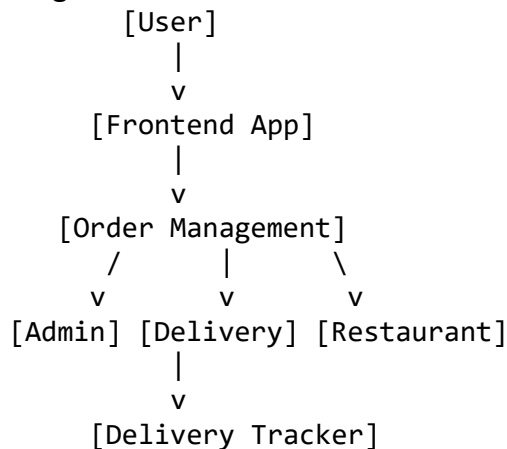 [User]
|
v
[Frontend App]
|
v
[Order Management]
/ | \
v v v
[Admin] [Delivery] [Restaurant]
|
v
[Delivery Tracker]